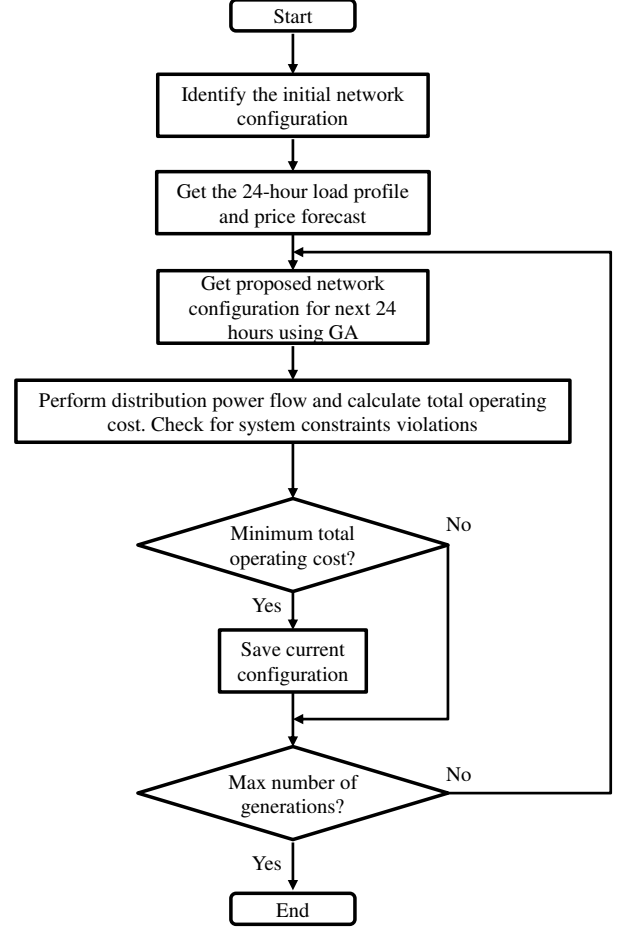 Start
Identify the initial network
configuration
Get the 24-hour load profile
and price forecast
Get proposed network
configuration for next 24
hours using GA
Perform distribution power flow and calculate total operating
cost. Check for system constraints violations
Minimum total
operating cost?
No
Yes
Save current
configuration
Max number of
generations?
No
Yes
End